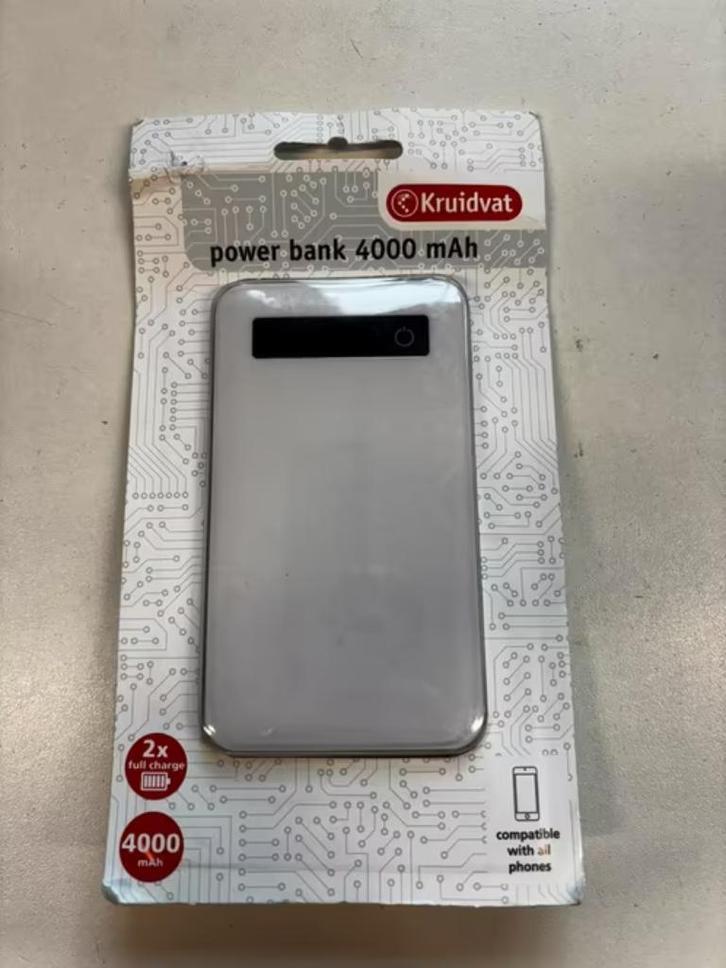 Kruidvat
power bank 4000 mAh
2x
full charge
4000
mAh
compatible
with all
phones